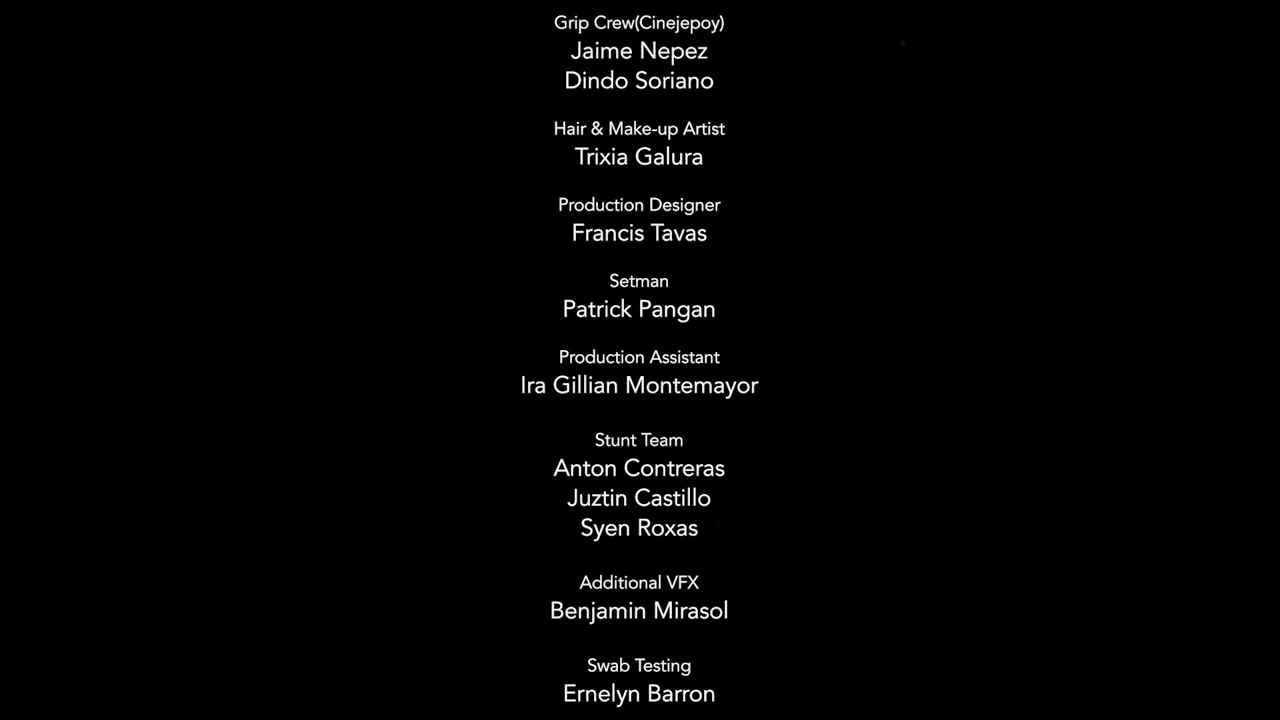 Grip Crew(Cinejepoy)
Jaime Nepez
Dindo Soriano
Hair & Make-up Artist
Trixia Galura
Production Designer
Francis Tavas
Setman
Patrick Pangan
Production Assistant
Ira Gillian Montemayor
Stunt Team
Anton Contreras
Juztin Castillo
Syen Roxas
Additional VFX
Benjamin Mirasol
Swab Testing
Ernelyn Barron